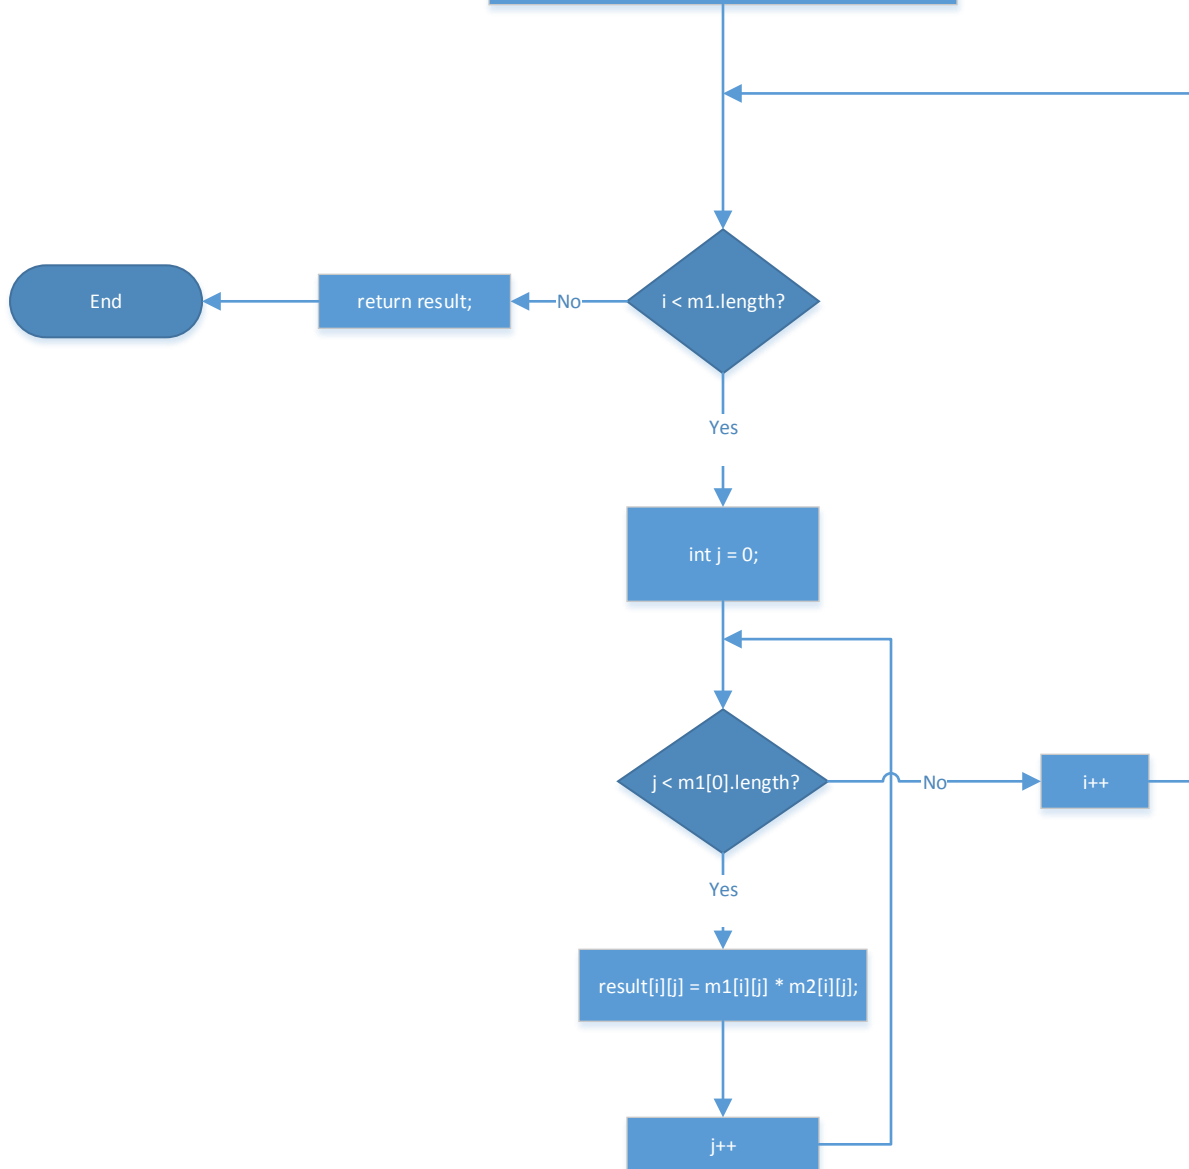 i < m1.length?
No
return result;
End
Yes
int j = 0;
j < m1[0].length?
No
i++
Yes
result[i][j] = m1[i][j] * m2[i][j];
j++